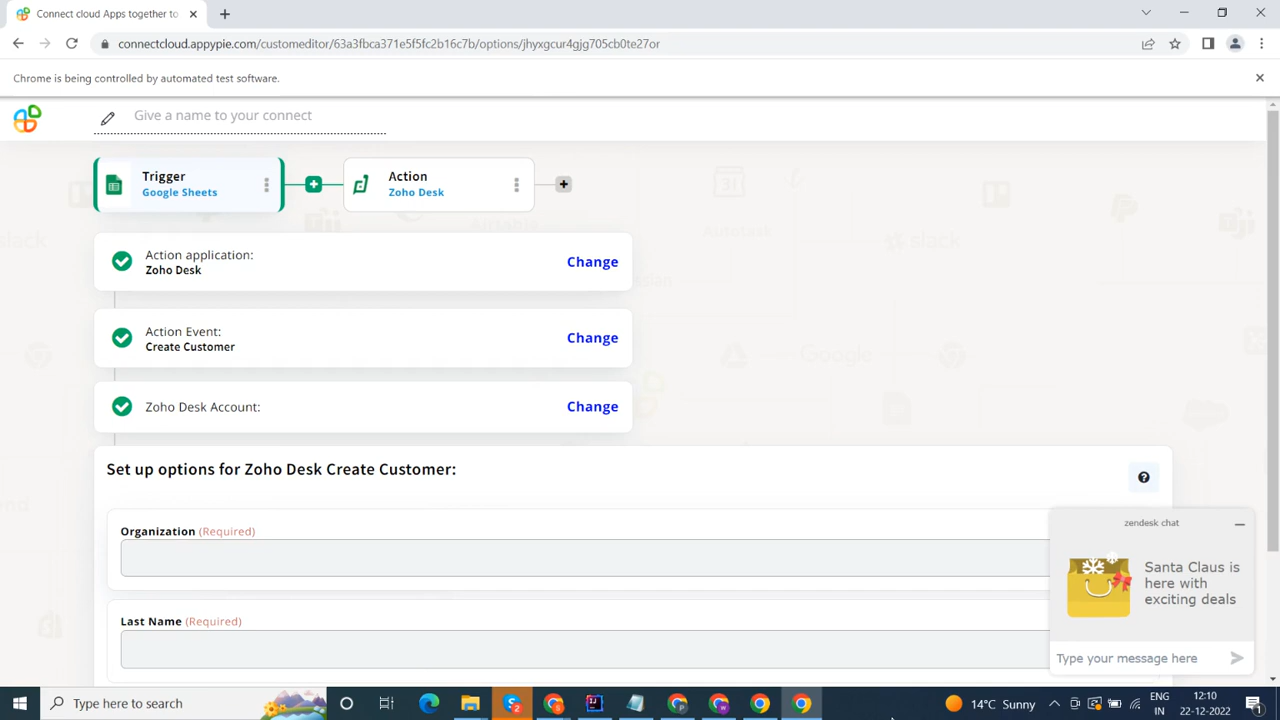 Connect cloud Apps together to
connectcloud.appypie.com/customeditor/63a3fbca371e5f5fc2b16c7b/options/jhyxgcur4gjg705cb0te27or
Chrome is being controlled by automated test software.
Give a name to your connect
Trigger
Google Sheets
Action
Zoho Desk
Action application:
Zoho Desk
Change
Action Event:
Create Customer
Change
Zoho Desk Account:
Change
Set up options for Zoho Desk Create Customer:
Organization (Required)
Last Name (Required)
zendesk chat
Santa Claus is
here with
exciting deals
Type your message here
Type here to search
14°C Sunny
ENG
IN
12:10
22-12-2022